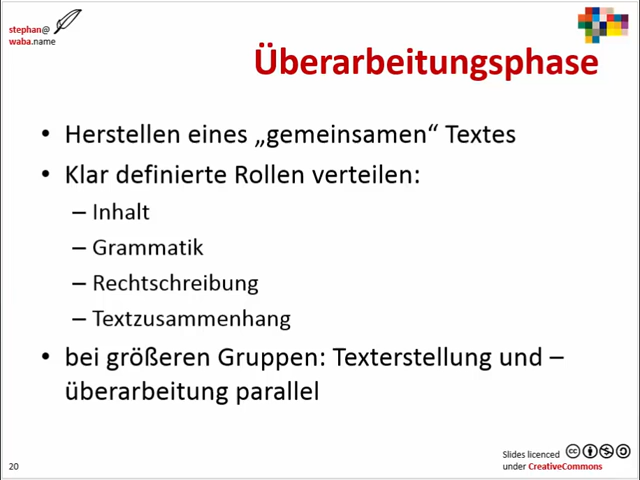 stephan@
waba.name
Überarbeitungsphase
• Herstellen eines „gemeinsamen“ Textes
• Klar definierte Rollen verteilen:
– Inhalt
– Grammatik
– Rechtschreibung
– Textzusammenhang
• bei größeren Gruppen: Texterstellung und –
überarbeitung parallel
20
Slides licenced
under CreativeCommons